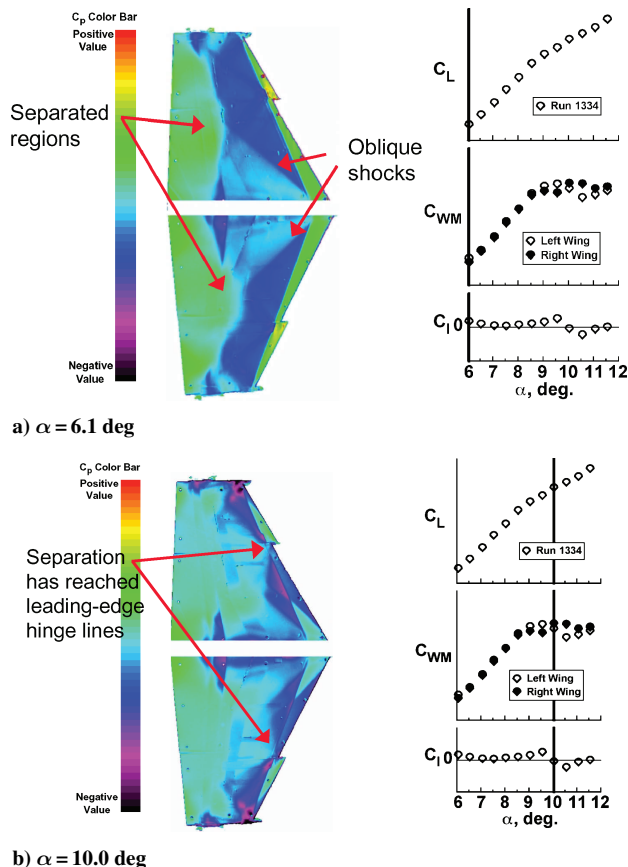 Cp Color Bar
Positive
Value
Separated
regions
Oblique
shocks
Negative
Value
CL
Run 1334
CWM
Left Wing
Right Wing
Cl 0
6 7 8 9 10 11 12
α, deg.
a) α = 6.1 deg
Cp Color Bar
Positive
Value
Separation
has reached
leading-edge
hinge lines
Negative
Value
CL
Run 1334
CWM
Left Wing
Right Wing
Cl 0
6 7 8 9 10 11 12
α, deg.
b) α = 10.0 deg